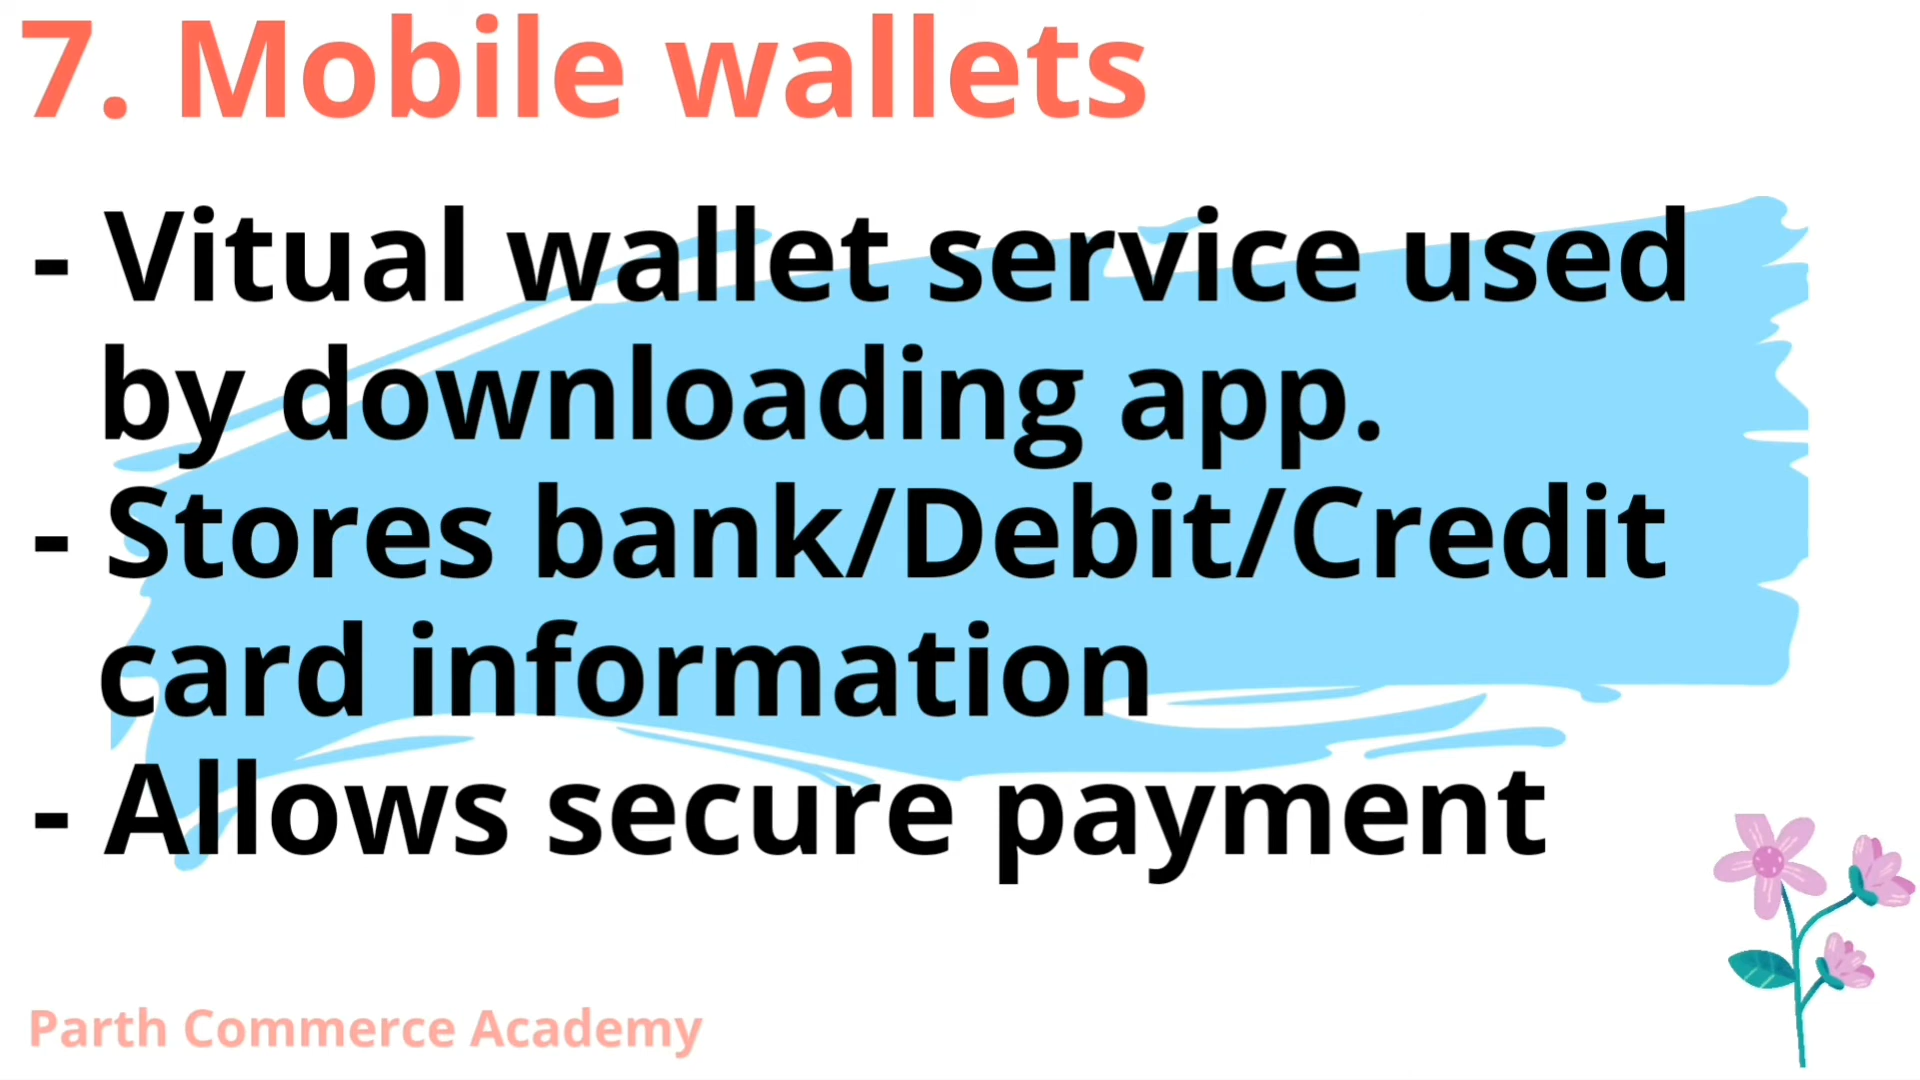 7. Mobile wallets
- Vitual wallet service used
by downloading app.
- Stores bank/Debit/Credit
card information
- Allows secure payment
Parth Commerce Academy